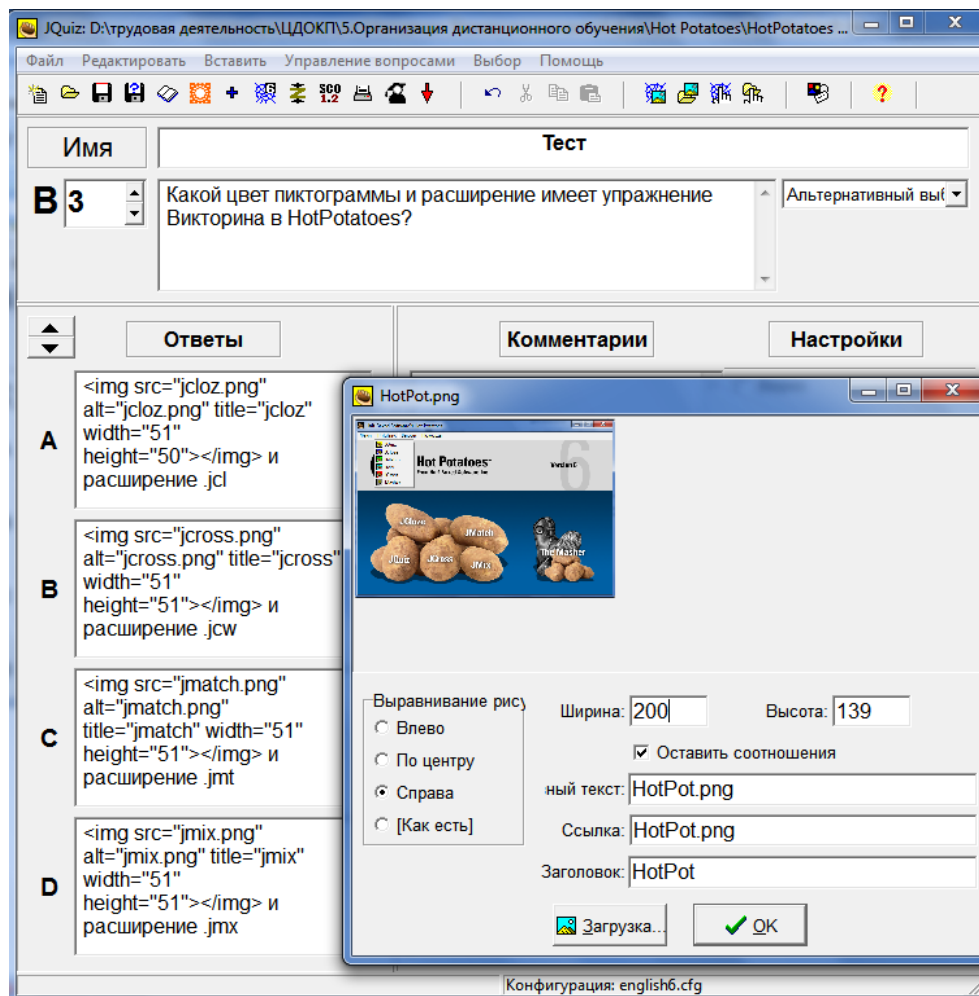 JQuiz: D:\трудовая деятельность\ЦДОКП\5.Организация дистанционного обучения\Hot Potatoes\HotPotatoes ...
Файл Редактировать Вставить Управление вопросами Выбор Помощь
SCO
1.2
Имя
Тест
В 3
Какой цвет пиктограммы и расширение имеет упражнение
Викторина в HotPotatoes?
Альтернативный выб
Ответы
Комментарии
Настройки
A
<img src="jcloz.png"
alt="jcloz.png" title="jcloz"
width="51"
height="50"></img> и
расширение .jcl
B
<img src="jcross.png"
alt="jcross.png" title="jcross"
width="51"
height="51"></img> и
расширение .jcw
C
<img src="jmatch.png"
alt="jmatch.png"
title="jmatch" width="51"
height="51"></img> и
расширение .jmt
D
<img src="jmix.png"
alt="jmix.png" title="jmix"
width="51"
height="51"></img> и
расширение .jmx
HotPot.png
Hot Potatoes
6
JCloze
JMatch
JQuiz
JCross
JMix
The Masher
Выравнивание рису
Влево
По центру
Справа
[Как есть]
Ширина: 200
Высота: 139
Оставить соотношения
ный текст: HotPot.png
Ссылка: HotPot.png
Заголовок: HotPot
Загрузка...
OK
Конфигурация: english6.cfg